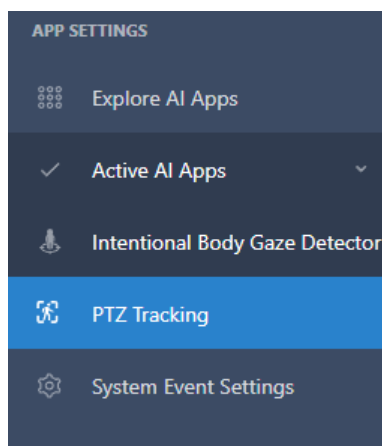 APP SETTINGS
Explore AI Apps
Active AI Apps
Intentional Body Gaze Detector
PTZ Tracking
System Event Settings